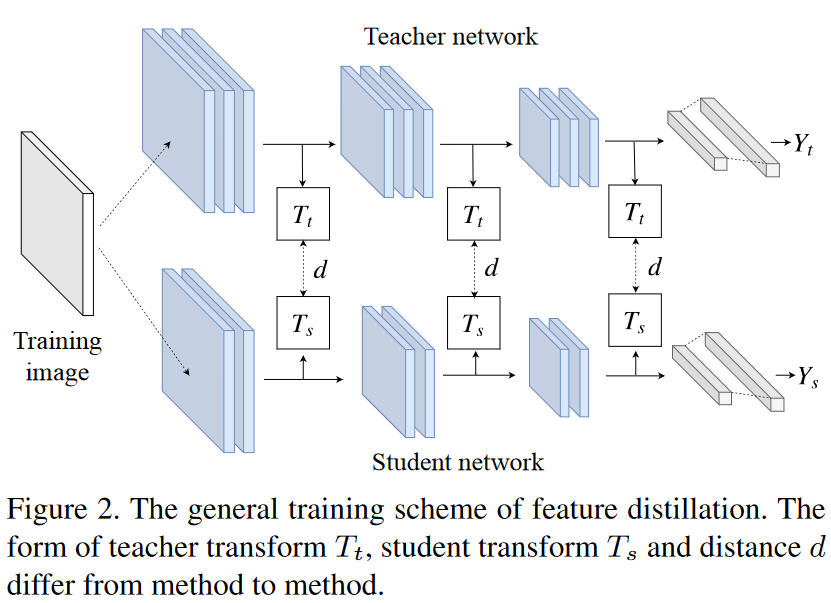 Teacher network
T_t
T_t
T_t
Y_t
d
d
d
Training
image
T_s
T_s
T_s
Y_s
Student network
Figure 2. The general training scheme of feature distillation. The
form of teacher transform T_t, student transform T_s and distance d
differ from method to method.